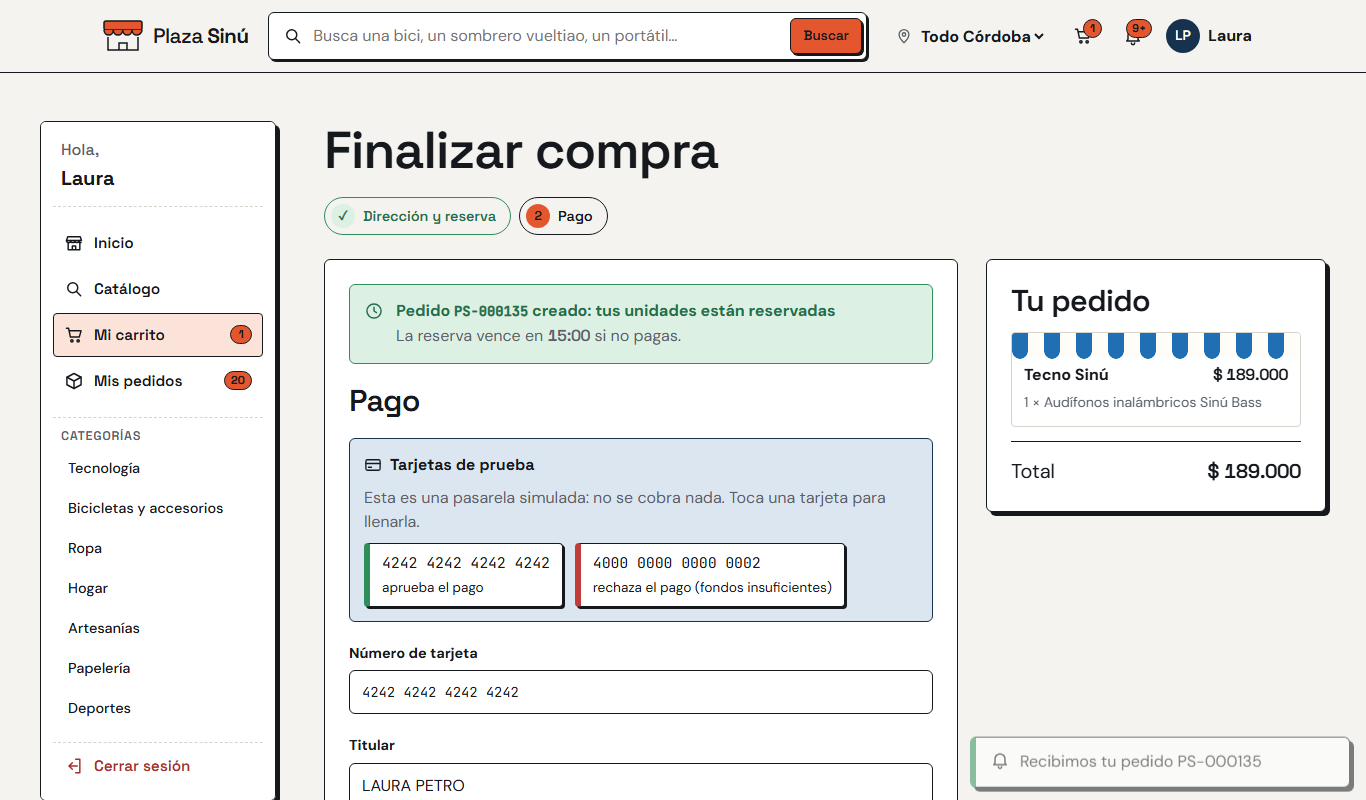 Plaza Sinú
Busca una bici, un sombrero vueltiao, un portátil...
Buscar
Todo Córdoba
1
9+
LP
Laura
Hola,
Laura
Inicio
Catálogo
Mi carrito
1
Mis pedidos
20
CATEGORÍAS
Tecnología
Bicicletas y accesorios
Ropa
Hogar
Artesanías
Papelería
Deportes
Cerrar sesión
Finalizar compra
✓ Dirección y reserva
2 Pago
Pedido PS-000135 creado: tus unidades están reservadas
La reserva vence en 15:00 si no pagas.
Pago
Tarjetas de prueba
Esta es una pasarela simulada: no se cobra nada. Toca una tarjeta para
llenarla.
4242 4242 4242 4242
aprueba el pago
4000 0000 0000 0002
rechaza el pago (fondos insuficientes)
Número de tarjeta
4242 4242 4242 4242
Titular
LAURA PETRO
Tu pedido
Tecno Sinú $ 189.000
1 × Audífonos inalámbricos Sinú Bass
Total $ 189.000
Recibimos tu pedido PS-000135